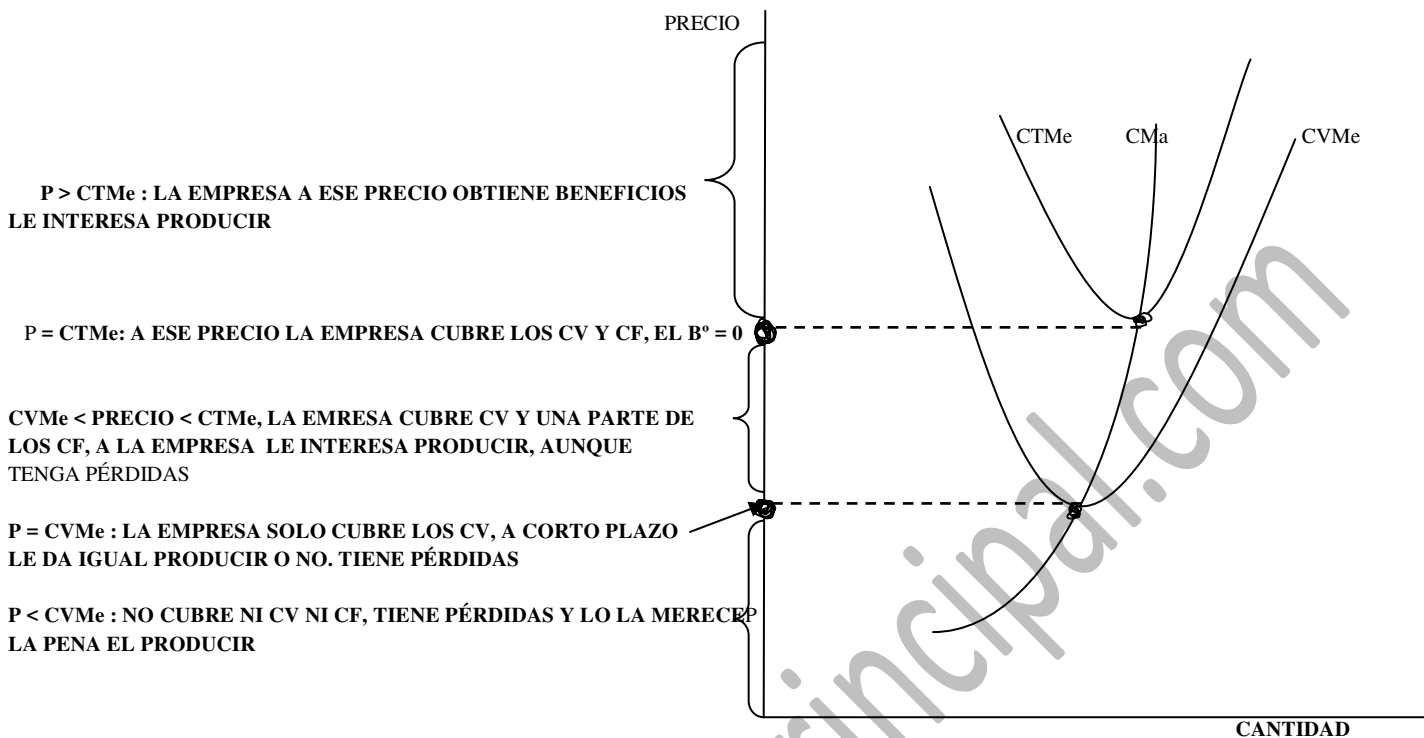 PRECIO
CTMe CMa CVMe
P > CTMe : LA EMPRESA A ESE PRECIO OBTIENE BENEFICIOS
LE INTERESA PRODUCIR
P = CTMe: A ESE PRECIO LA EMPRESA CUBRE LOS CV Y CF, EL Bº = 0
CVMe < PRECIO < CTMe, LA EMRESA CUBRE CV Y UNA PARTE DE
LOS CF, A LA EMPRESA LE INTERESA PRODUCIR, AUNQUE
TENGA PÉRDIDAS
P = CVMe : LA EMPRESA SOLO CUBRE LOS CV, A CORTO PLAZO
LE DA IGUAL PRODUCIR O NO. TIENE PÉRDIDAS
P < CVMe : NO CUBRE NI CV NI CF, TIENE PÉRDIDAS Y LO LA MERECE P
LA PENA EL PRODUCIR
CANTIDAD
rincipal.com